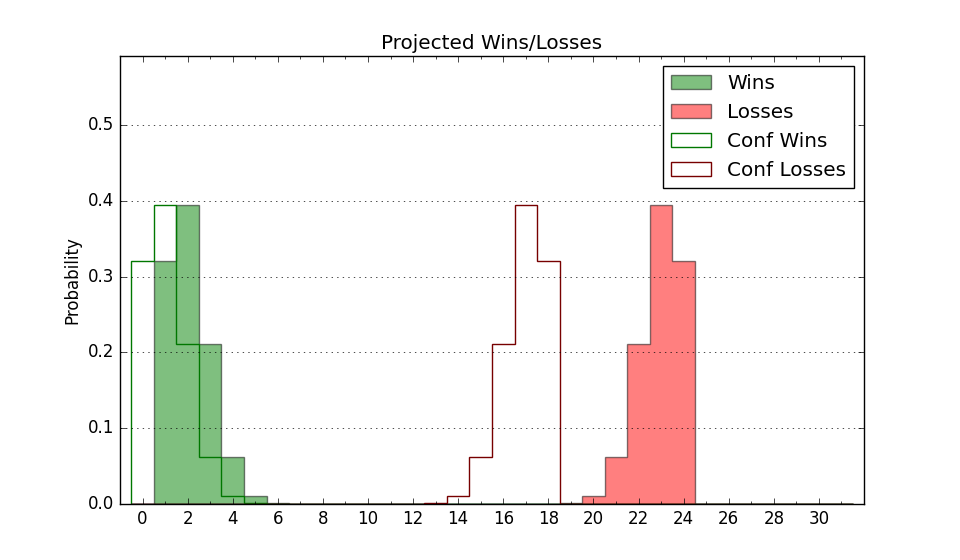 Projected Wins/Losses
Wins
Losses
Conf Wins
Conf Losses
Probability
0.5
0.4
0.3
0.2
0.1
0.0
0 2 4 6 8 10 12 14 16 18 20 22 24 26 28 30